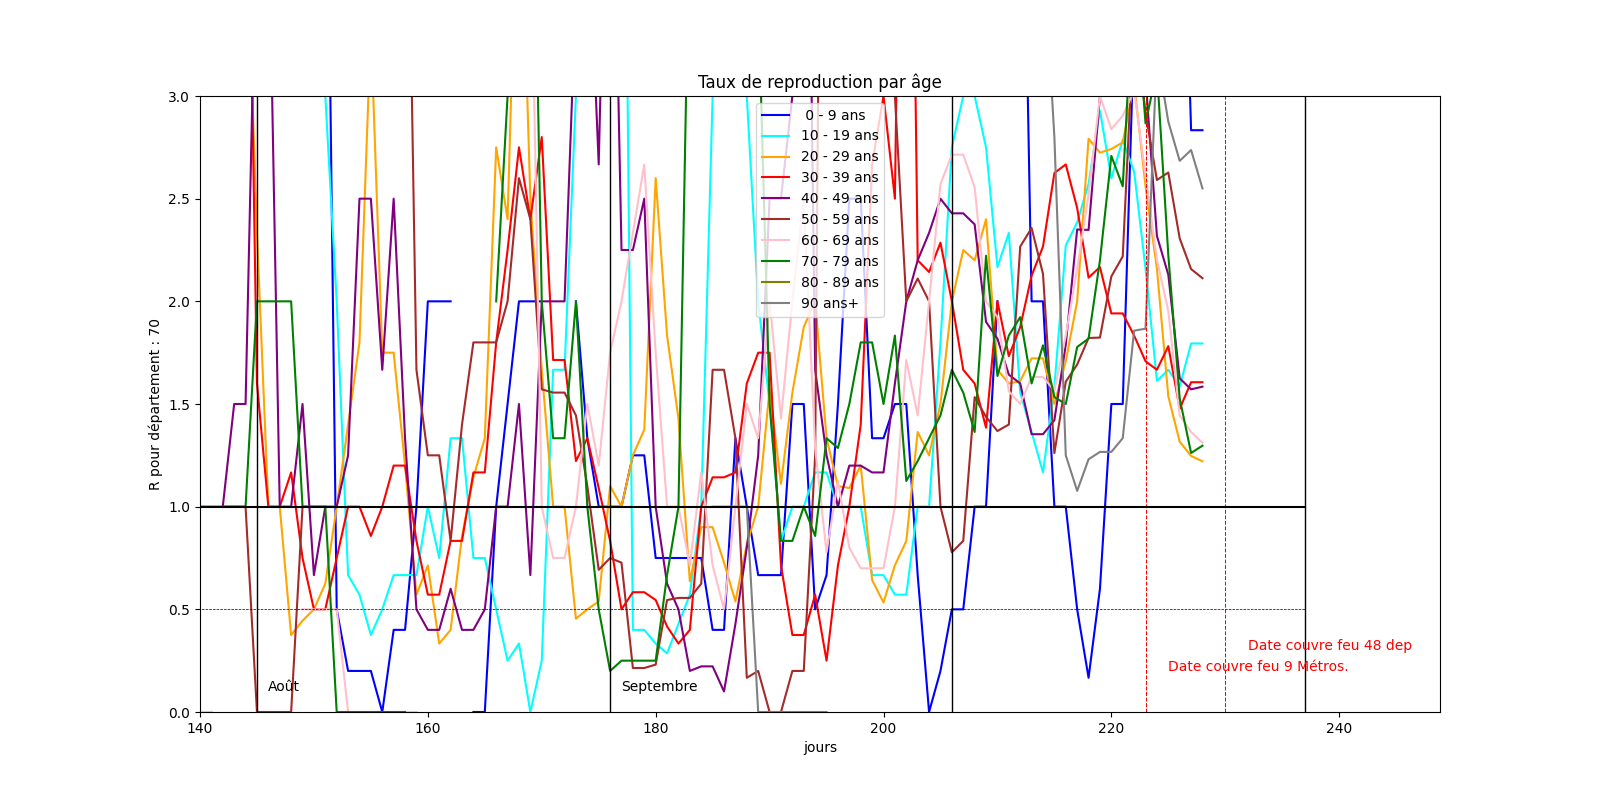 Taux de reproduction par âge
3.0
2.5
2.0
1.5
1.0
0.5
0.0
R pour département : 70
0 - 9 ans
10 - 19 ans
20 - 29 ans
30 - 39 ans
40 - 49 ans
50 - 59 ans
60 - 69 ans
70 - 79 ans
80 - 89 ans
90 ans+
Date couvre feu 48 dep
Date couvre feu 9 Métros.
Août
Septembre
140
160
180
200
220
240
jours